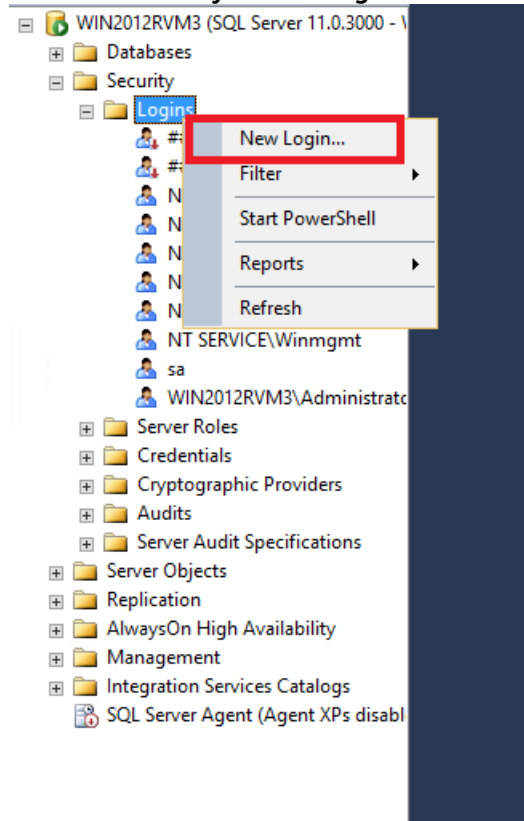 WIN2012RVM3 (SQL Server 11.0.3000 - \
Databases
Security
Logins
New Login...
Filter
Start PowerShell
Reports
Refresh
##
##
N
N
N
N
N
NT SERVICE\Winmgmt
sa
WIN2012RVM3\Administratc
Server Roles
Credentials
Cryptographic Providers
Audits
Server Audit Specifications
Server Objects
Replication
AlwaysOn High Availability
Management
Integration Services Catalogs
SQL Server Agent (Agent XPs disabl